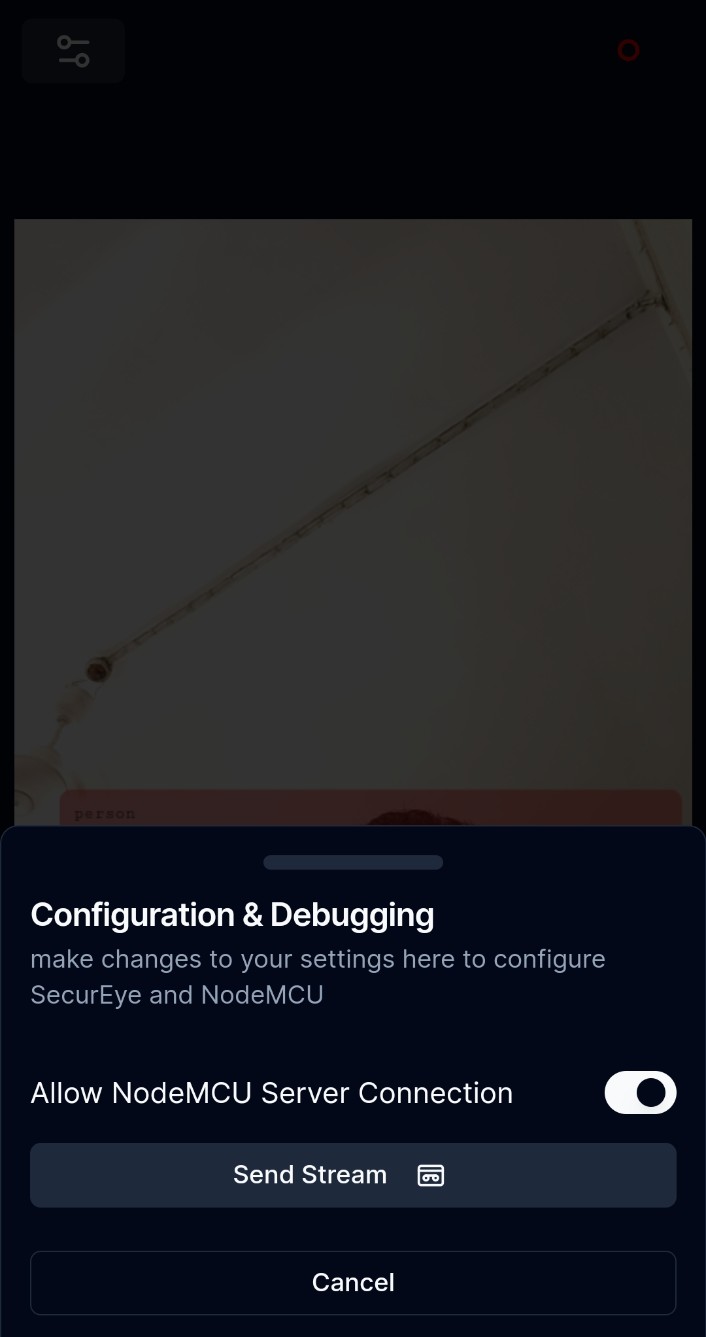 person
Configuration & Debugging
make changes to your settings here to configure
SecurEye and NodeMCU
Allow NodeMCU Server Connection
Send Stream
Cancel